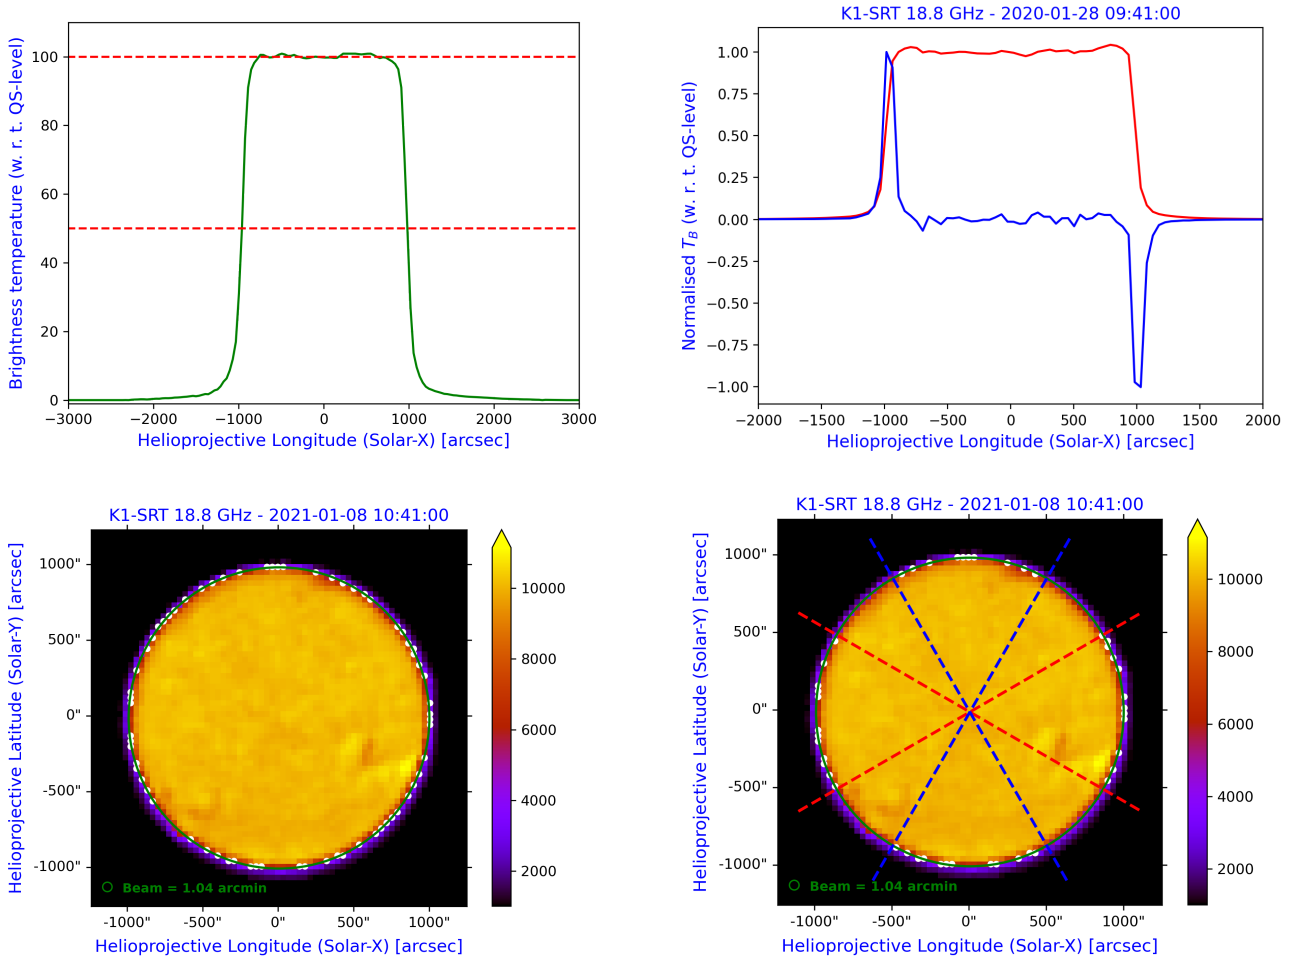 Brightness temperature (w. r. t. QS-level)
100
80
60
40
20
0
−3000 −2000 −1000 0 1000 2000 3000
Helioprojective Longitude (Solar-X) [arcsec]
K1-SRT 18.8 GHz - 2020-01-28 09:41:00
Normalised T_B (w. r. t. QS-level)
1.00
0.75
0.50
0.25
0.00
−0.25
−0.50
−0.75
−1.00
−2000 −1500 −1000 −500 0 500 1000 1500 2000
Helioprojective Longitude (Solar-X) [arcsec]
K1-SRT 18.8 GHz - 2021-01-08 10:41:00
Helioprojective Latitude (Solar-Y) [arcsec]
1000"
500"
0"
-500"
-1000"
Beam = 1.04 arcmin
-1000" -500" 0" 500" 1000"
Helioprojective Longitude (Solar-X) [arcsec]
10000
8000
6000
4000
2000
K1-SRT 18.8 GHz - 2021-01-08 10:41:00
Helioprojective Latitude (Solar-Y) [arcsec]
1000"
500"
0"
-500"
-1000"
Beam = 1.04 arcmin
-1000" -500" 0" 500" 1000"
Helioprojective Longitude (Solar-X) [arcsec]
10000
8000
6000
4000
2000